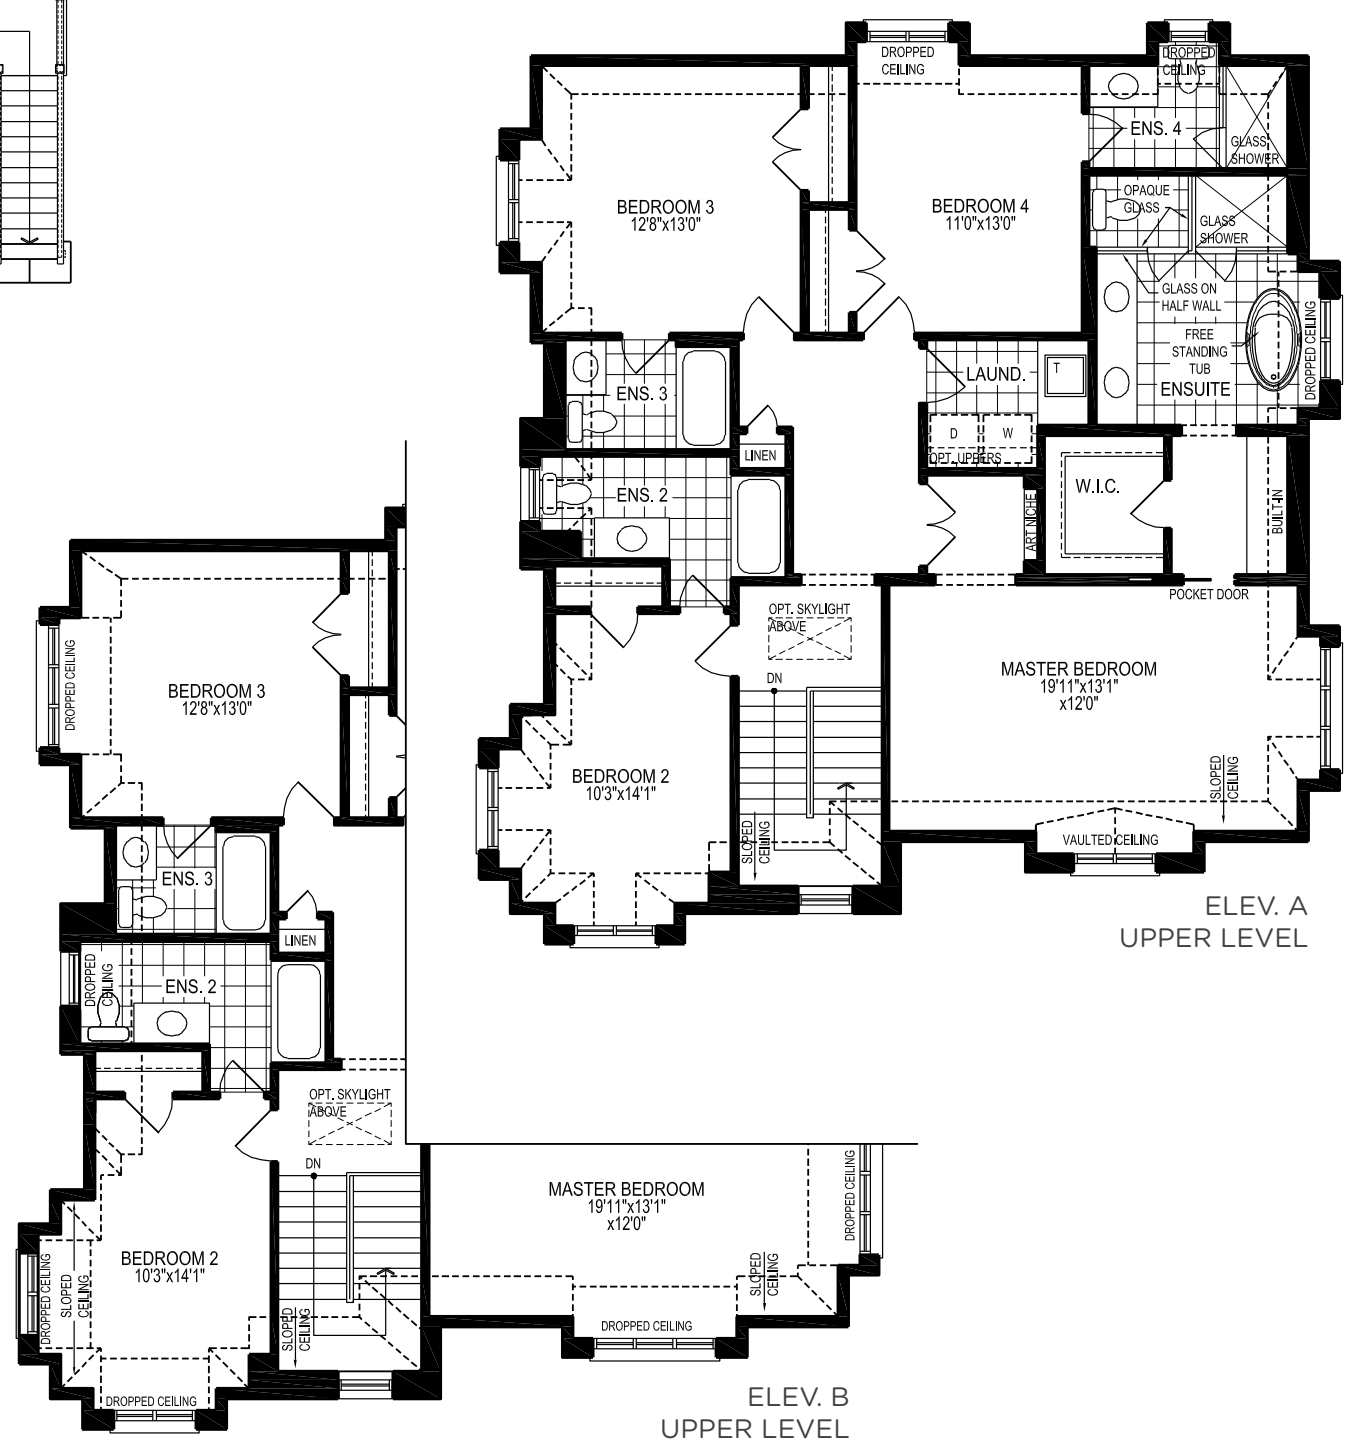 DROPPED
CEILING
DROPPED
CEILING
ENS. 4
GLASS
SHOWER
BEDROOM 3
12'8"x13'0"
BEDROOM 4
11'0"x13'0"
OPAQUE
GLASS
GLASS
SHOWER
GLASS ON
HALF WALL
FREE
STANDING
TUB
ENSUITE
DROPPED CEILING
ENS. 3
LAUND.
T
D
W
OPT. UPPERS
LINEN
ENS. 2
W.I.C.
ART NICHE
BUILT-IN
POCKET DOOR
OPT. SKYLIGHT
ABOVE
DN
MASTER BEDROOM
19'11"x13'1"
x12'0"
BEDROOM 2
10'3"x14'1"
SLOPED
CEILING
SLOPED
CEILING
VAULTED CEILING
ELEV. A
UPPER LEVEL
DROPPED CEILING
BEDROOM 3
12'8"x13'0"
ENS. 3
LINEN
DROPPED
CEILING
ENS. 2
OPT. SKYLIGHT
ABOVE
DN
MASTER BEDROOM
19'11"x13'1"
x12'0"
DROPPED CEILING
BEDROOM 2
10'3"x14'1"
DROPPED CEILING
SLOPED
CEILING
SLOPED
CEILING
SLOPED
CEILING
DROPPED CEILING
DROPPED CEILING
ELEV. B
UPPER LEVEL